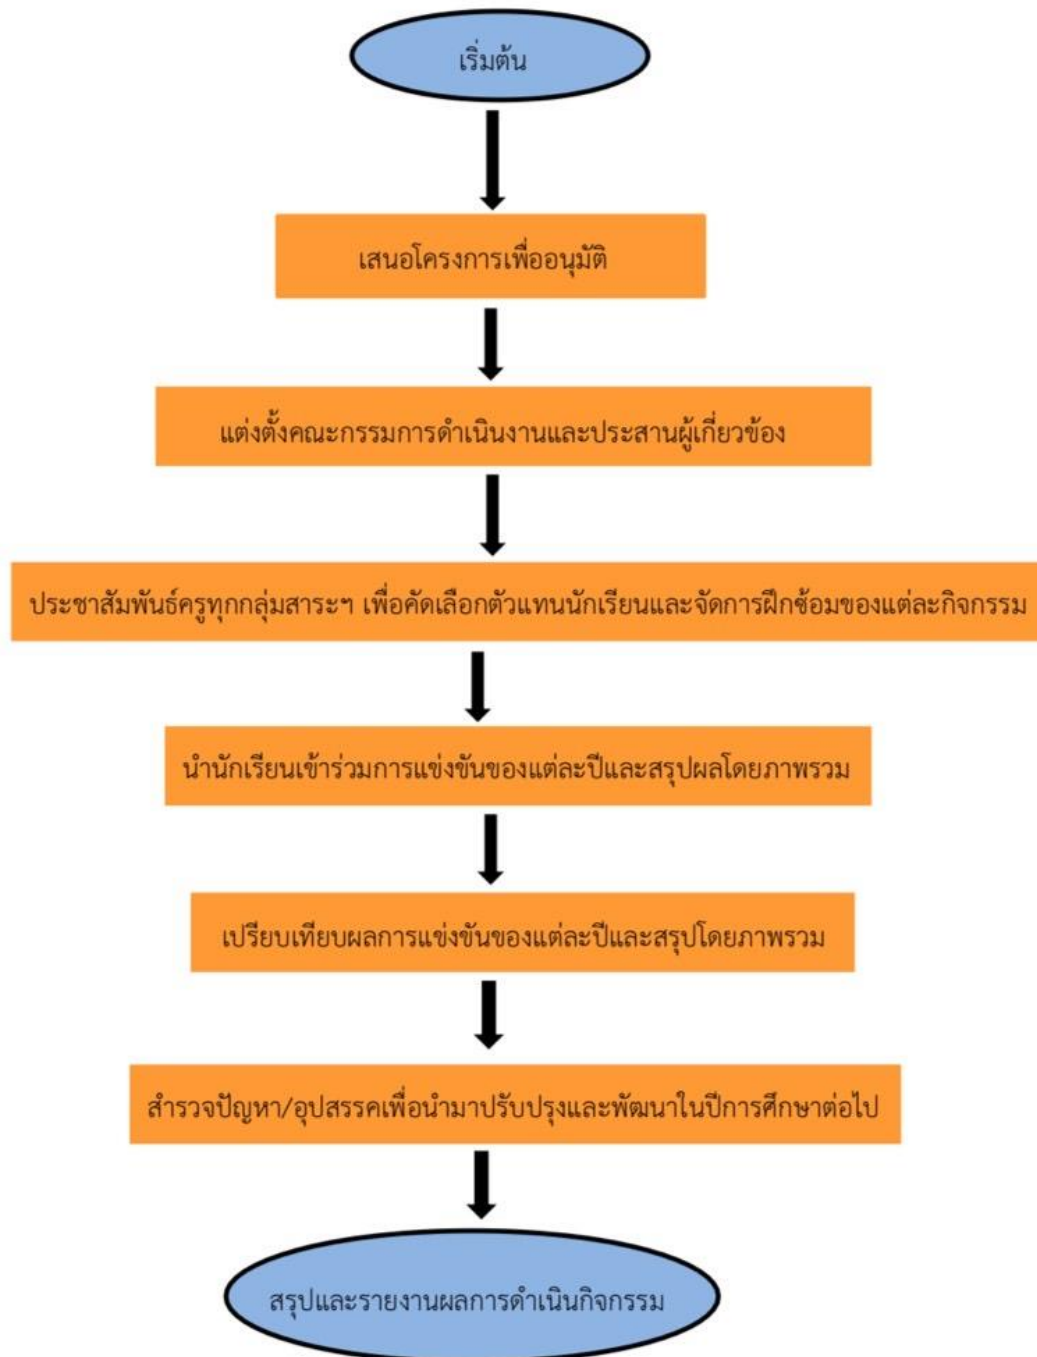 เริ่มต้น
เสนอโครงการเพื่ออนุมัติ
แต่งตั้งคณะกรรมการดำเนินงานและประสานผู้เกี่ยวข้อง
ประชาสัมพันธ์ครูทุกกลุ่มสาระฯ เพื่อคัดเลือกตัวแทนนักเรียนและจัดการฝึกซ้อมของแต่ละกิจกรรม
นำนักเรียนเข้าร่วมการแข่งขันของแต่ละปีและสรุปผลโดยภาพรวม
เปรียบเทียบผลการแข่งขันของแต่ละปีและสรุปโดยภาพรวม
สำรวจปัญหา/อุปสรรคเพื่อนำมาปรับปรุงและพัฒนาในปีการศึกษาต่อไป
สรุปและรายงานผลการดำเนินกิจกรรม